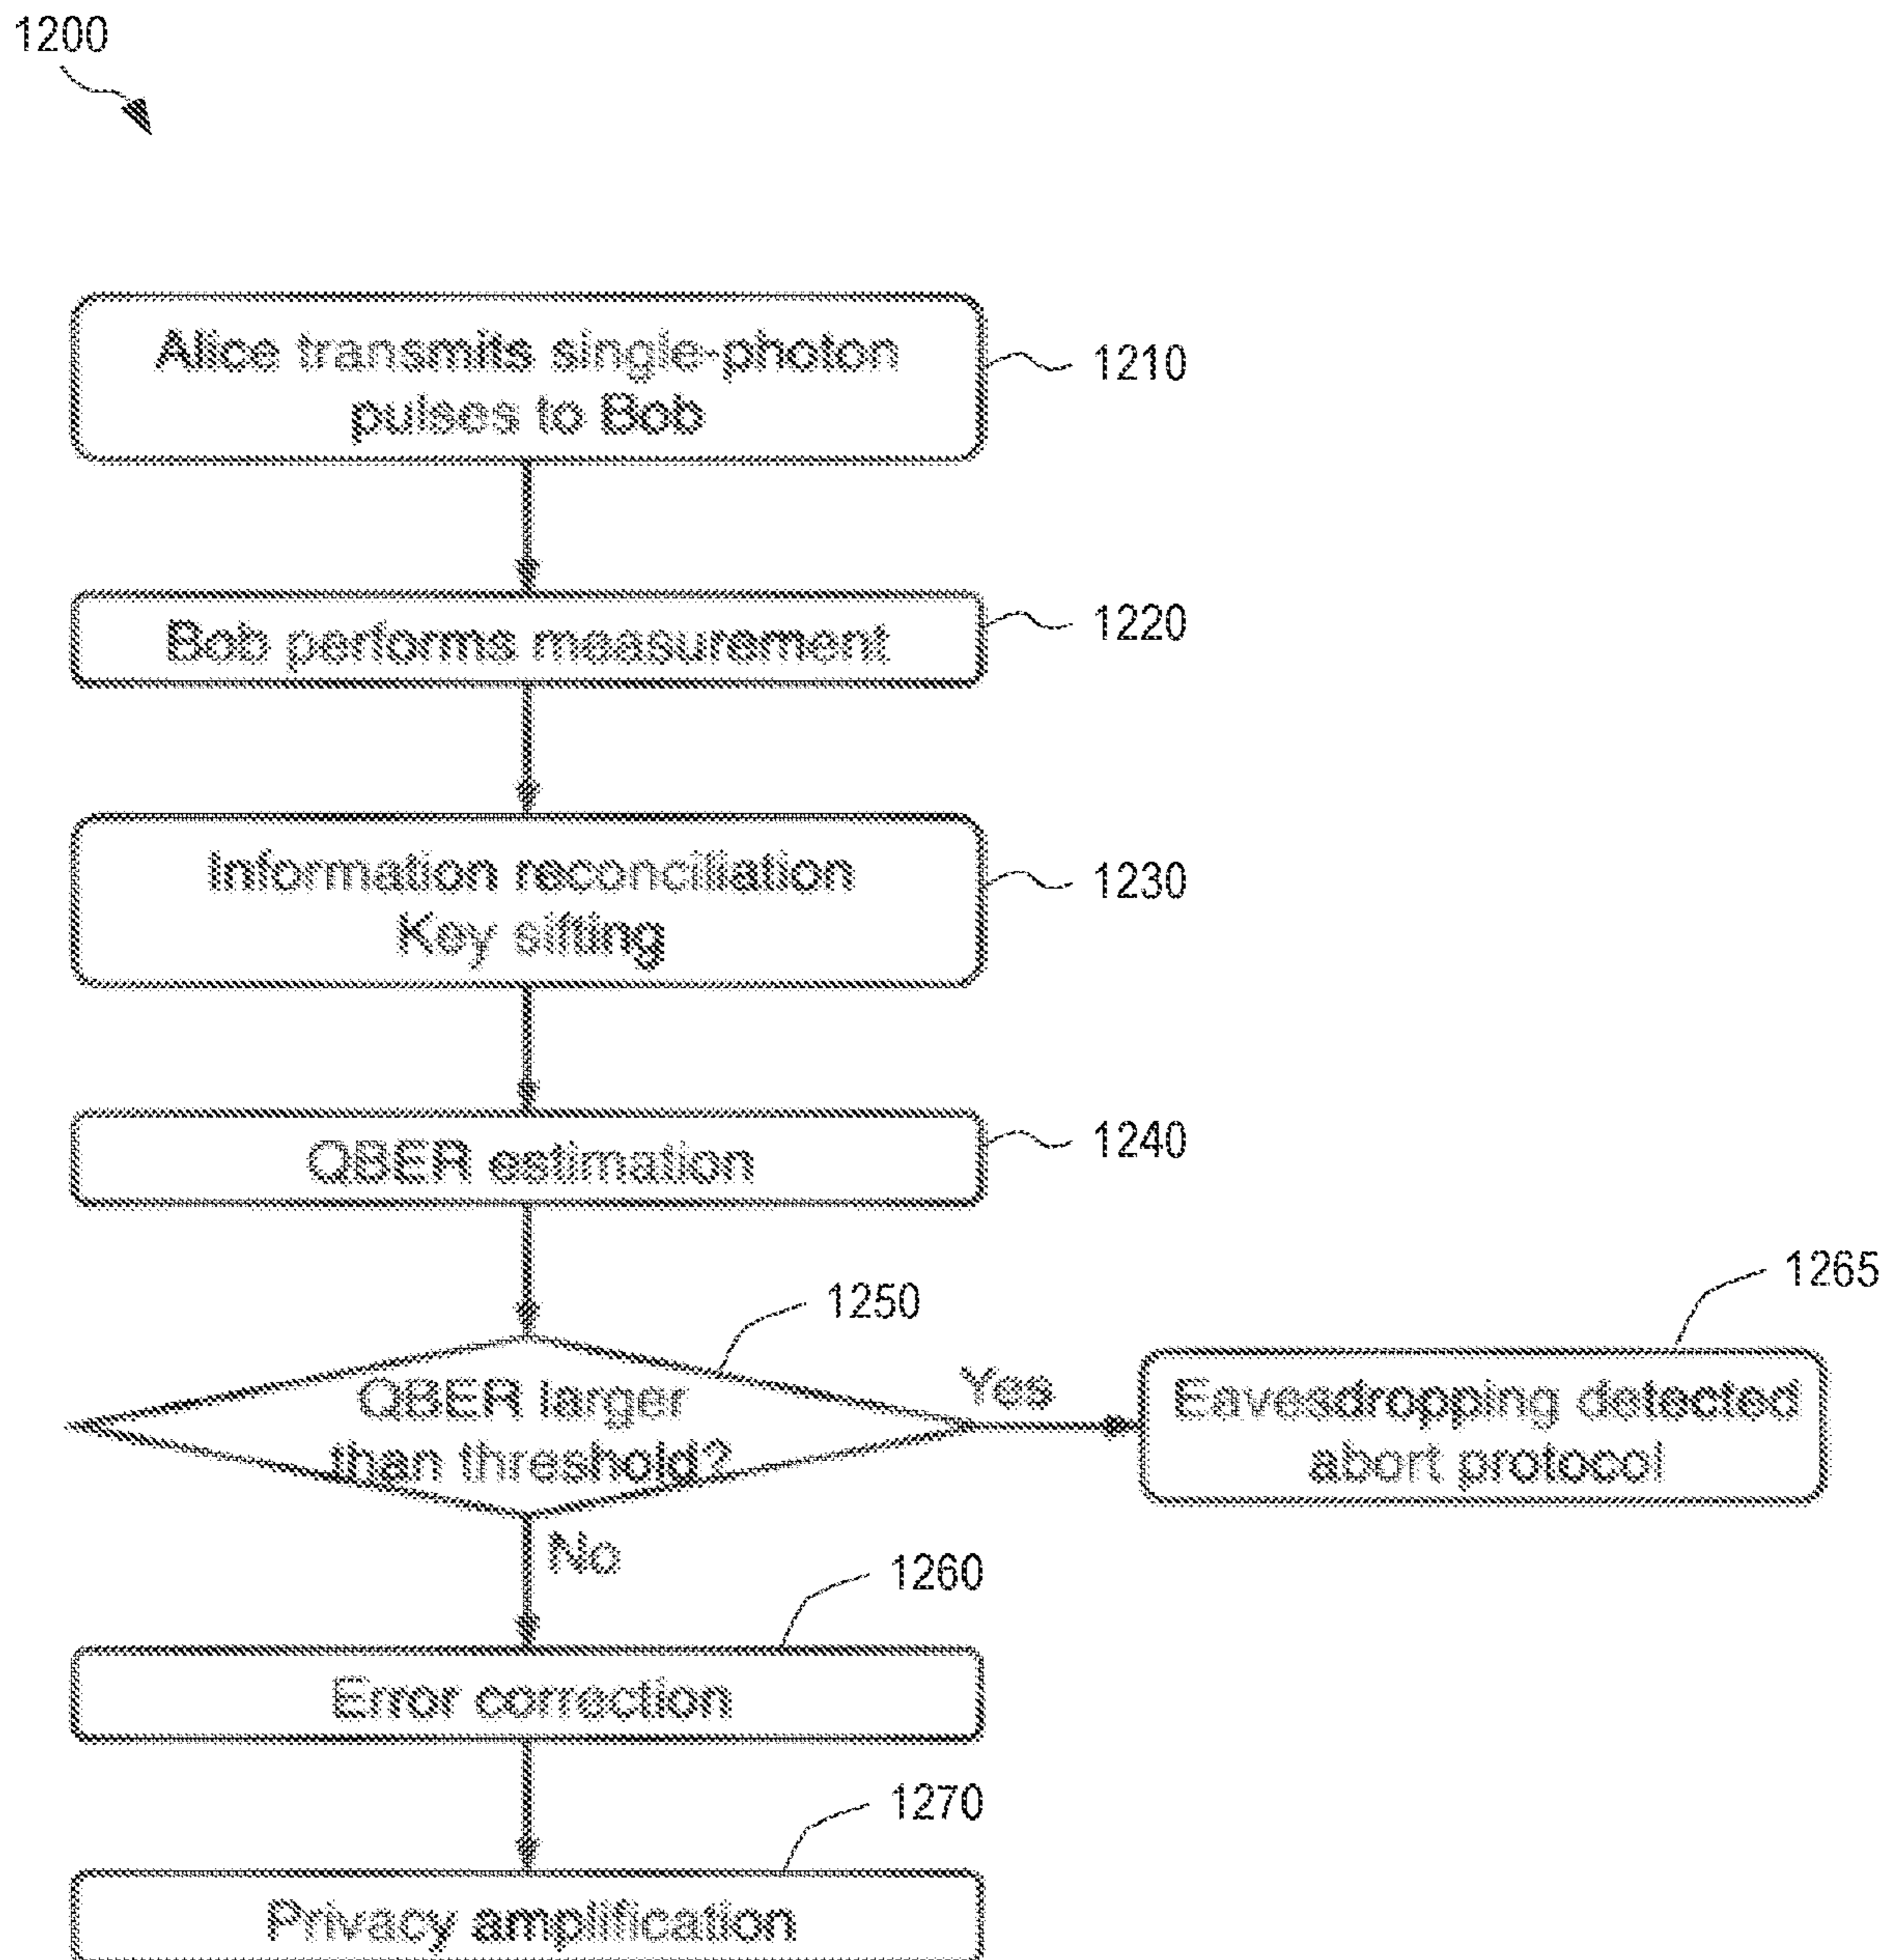 1200
Alice transmits single-photon
pulses to Bob
1210
Bob performs measurement
1220
Information reconciliation
Key sifting
1230
QBER estimation
1240
1250
QBER larger
than threshold?
Yes
1265
Eavesdropping detected
abort protocol
No
1260
Error correction
1270
Privacy amplification